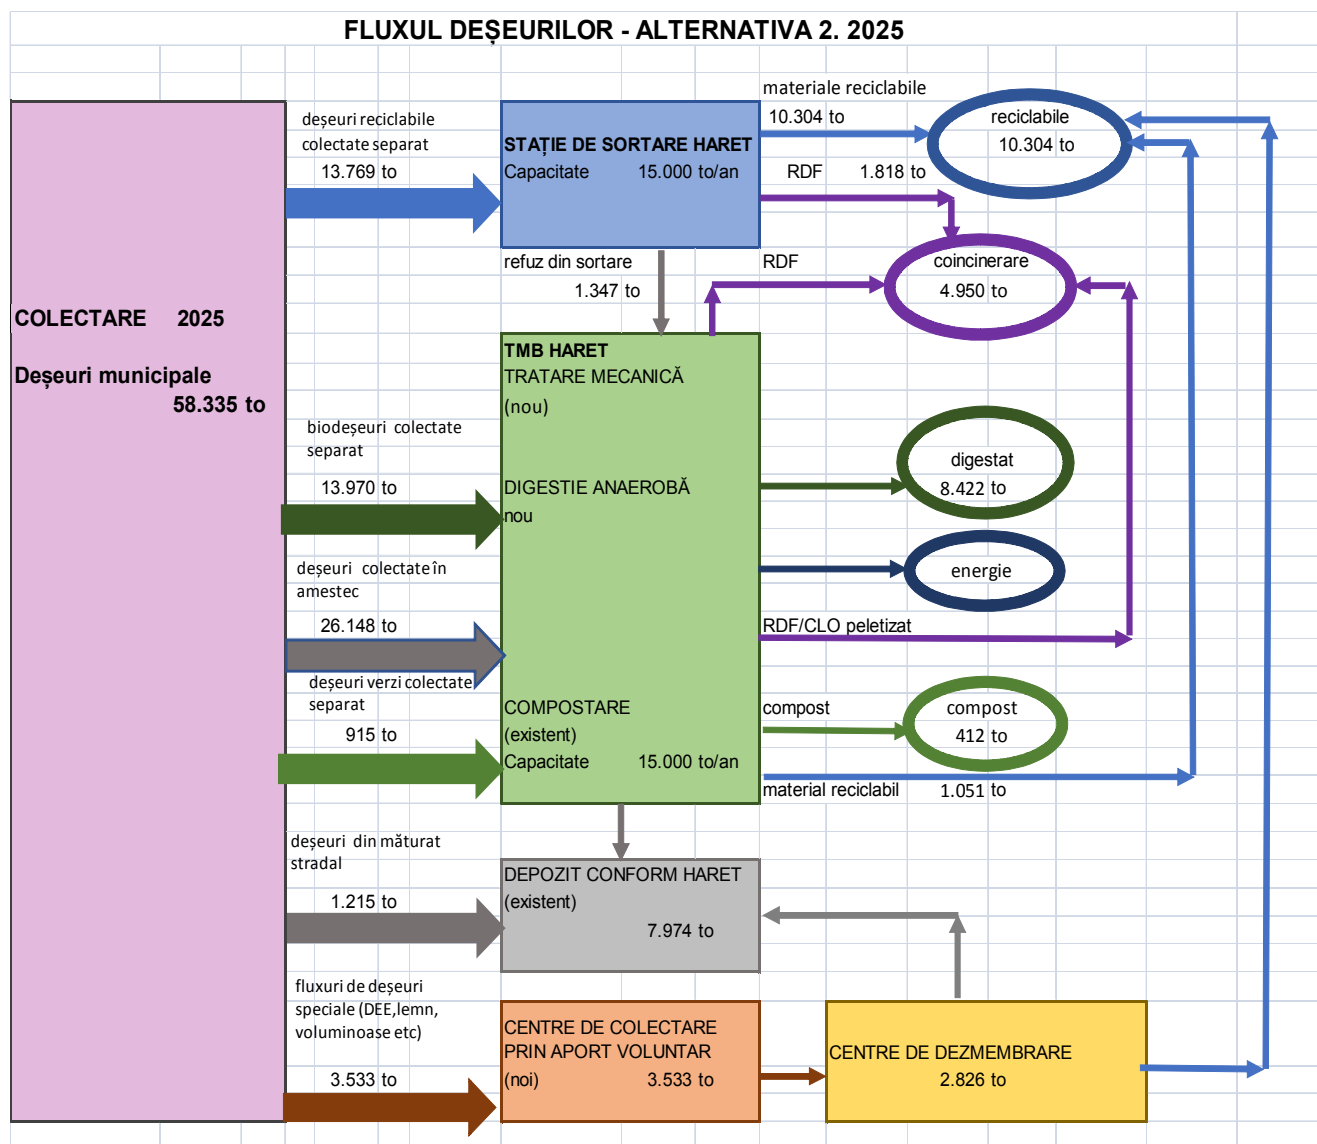 FLUXUL DEȘEURILOR - ALTERNATIVA 2. 2025
COLECTARE 2025
Deșeuri municipale
58.335 to
deșeuri reciclabile
colectate separat
13.769 to
STAȚIE DE SORTARE HARET
Capacitate 15.000 to/an
materiale reciclabile
10.304 to
RDF 1.818 to
reciclabile
10.304 to
refuz din sortare
1.347 to
RDF
coincinerare
4.950 to
TMB HARET
TRATARE MECANICĂ
(nou)
biodeșeuri colectate
separat
13.970 to
DIGESTIE ANAEROBĂ
nou
digestat
8.422 to
energie
deșeuri colectate în
amestec
26.148 to
RDF/CLO peletizat
deșeuri verzi colectate
separat
915 to
COMPOSTARE
(existent)
Capacitate 15.000 to/an
compost
compost
412 to
material reciclabil 1.051 to
deșeuri din măturat
stradal
1.215 to
DEPOZIT CONFORM HARET
(existent)
7.974 to
fluxuri de deșeuri
speciale (DEE,lemn,
voluminoase etc)
3.533 to
CENTRE DE COLECTARE
PRIN APORT VOLUNTAR
(noi) 3.533 to
CENTRE DE DEZMEMBRARE
2.826 to